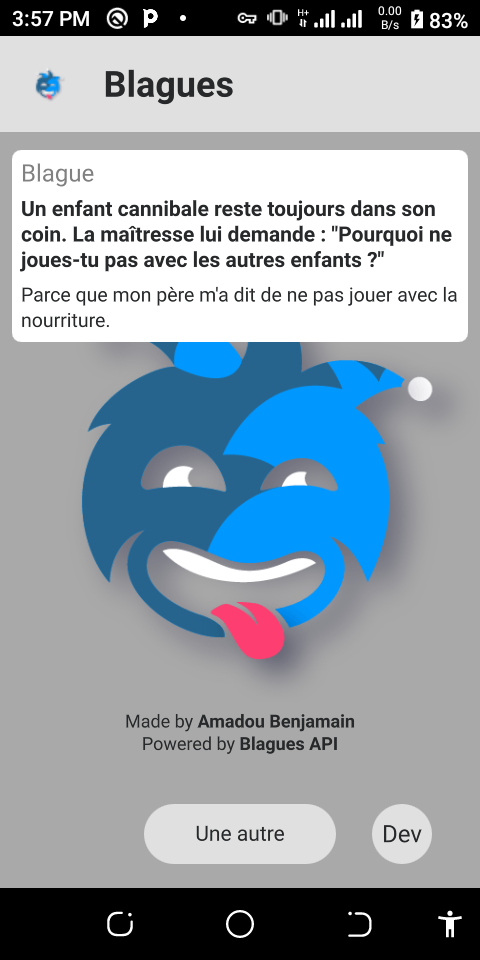 3:57 PM H+ 0.00 B/s 83%
Blagues
Blague
Un enfant cannibale reste toujours dans son
coin. La maîtresse lui demande : "Pourquoi ne
joues-tu pas avec les autres enfants ?"
Parce que mon père m'a dit de ne pas jouer avec la
nourriture.
Made by Amadou Benjamain
Powered by Blagues API
Une autre
Dev